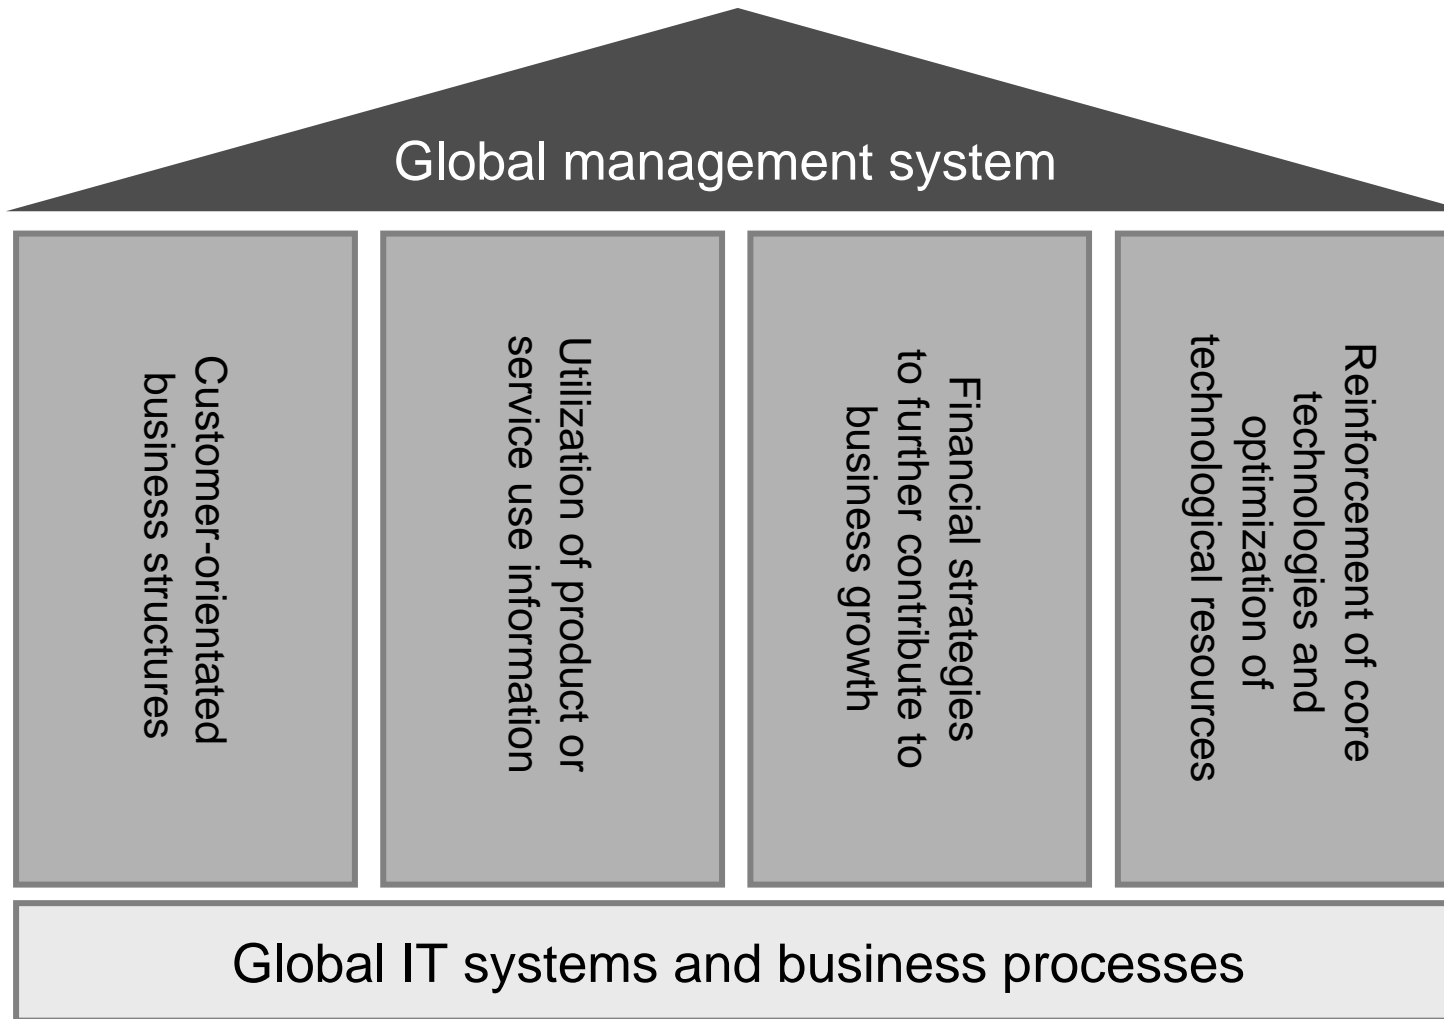 Global management system
Customer-orientated
business structures
Utilization of product or
service use information
Financial strategies
to further contribute to
business growth
Reinforcement of core
technologies and
optimization of
technological resources
Global IT systems and business processes